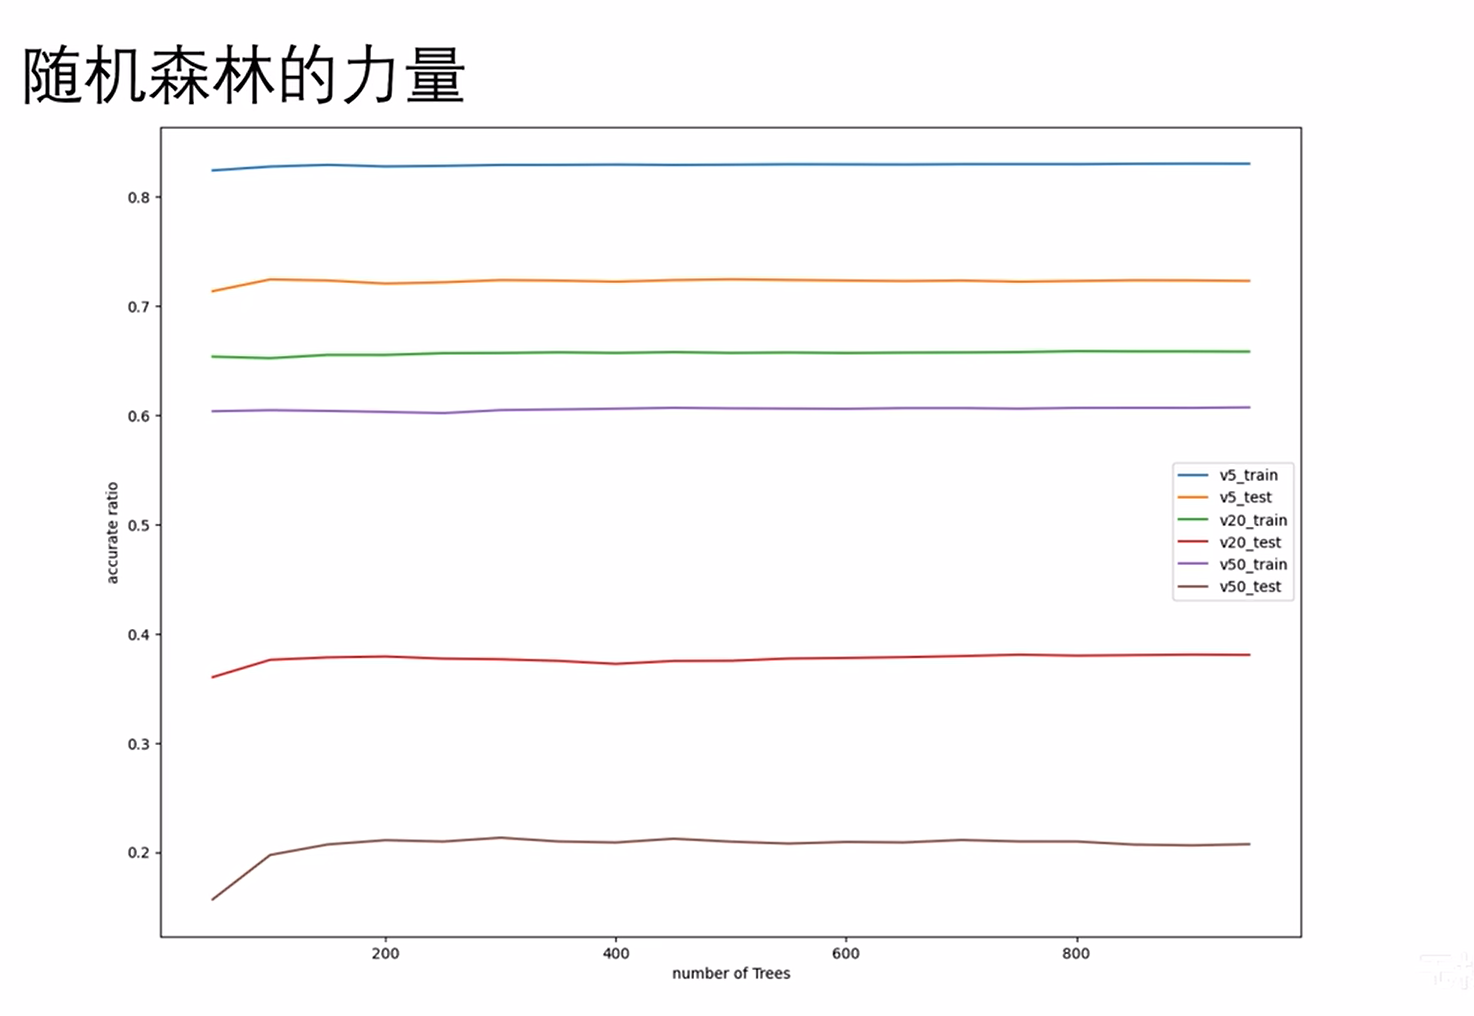 随机森林的力量
0.8
0.7
0.6
0.5
0.4
0.3
0.2
accurate ratio
v5_train
v5_test
v20_train
v20_test
v50_train
v50_test
200 400 600 800
number of Trees